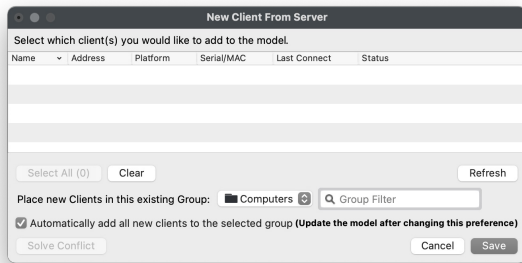 New Client From Server
Select which client(s) you would like to add to the model.
Name Address Platform Serial/MAC Last Connect Status
Select All (0) Clear Refresh
Place new Clients in this existing Group: Computers Group Filter
Automatically add all new clients to the selected group (Update the model after changing this preference)
Solve Conflict Cancel Save